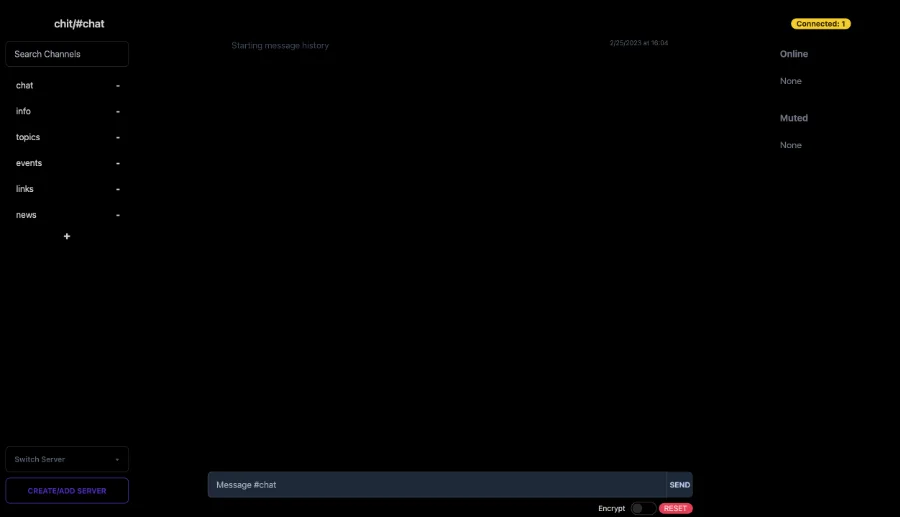 chit/#chat
Search Channels
chat -
info -
topics -
events -
links -
news -
+
Switch Server
CREATE/ADD SERVER
Starting message history 2/25/2023 at 16:04
Message #chat SEND
Encrypt RESET
Connected: 1
Online
None
Muted
None